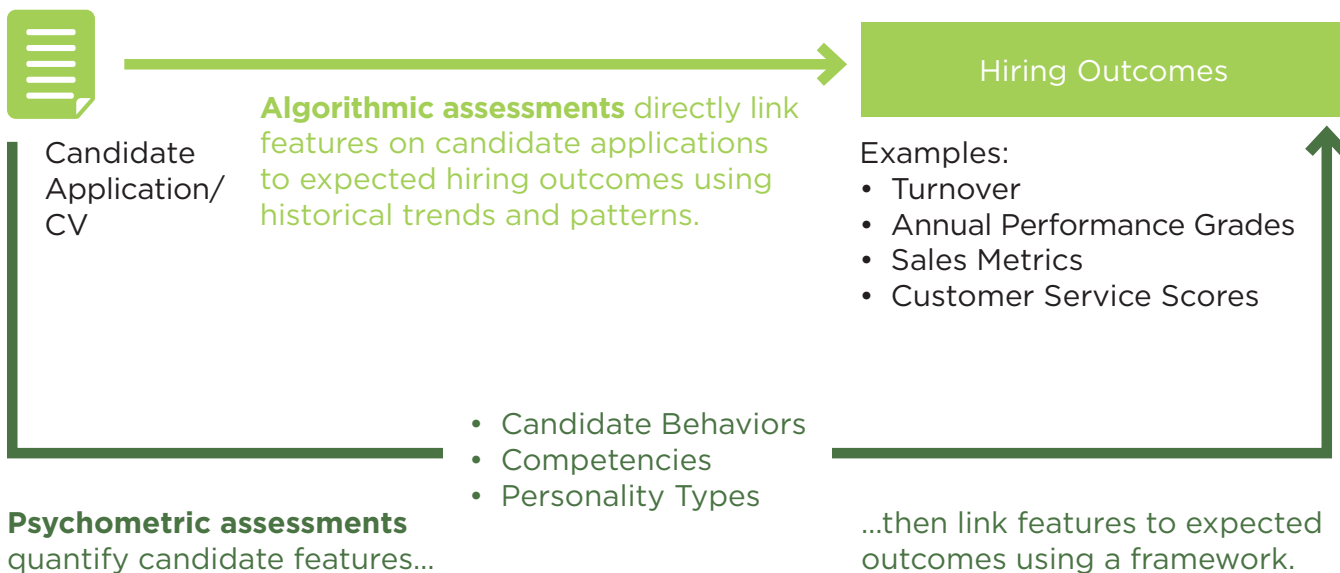 Hiring Outcomes
Candidate
Application/
CV
Algorithmic assessments directly link
features on candidate applications
to expected hiring outcomes using
historical trends and patterns.
Examples:
• Turnover
• Annual Performance Grades
• Sales Metrics
• Customer Service Scores
• Candidate Behaviors
• Competencies
• Personality Types
Psychometric assessments
quantify candidate features...
...then link features to expected
outcomes using a framework.